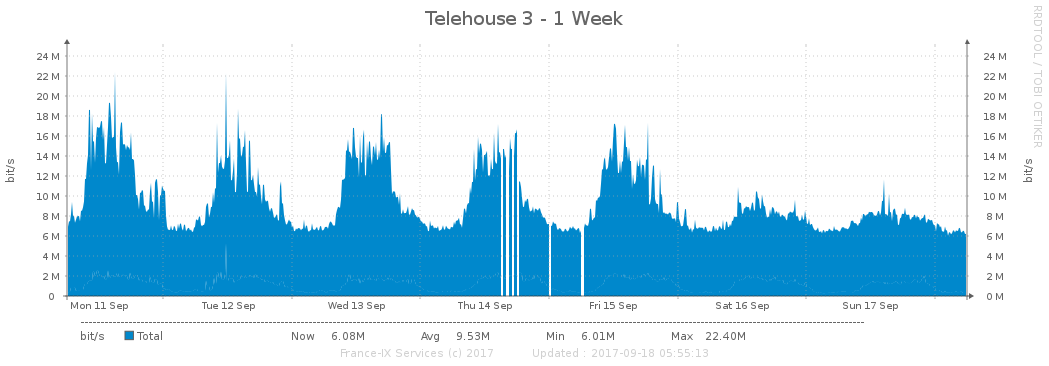 Telehouse 3 - 1 Week
RRDTOOL / TOBI OETIKER
24 M 24 M
22 M 22 M
20 M 20 M
18 M 18 M
16 M 16 M
14 M 14 M
12 M 12 M
10 M 10 M
8 M 8 M
6 M 6 M
4 M 4 M
2 M 2 M
0 0 M
bit/s
bit/s
Mon 11 Sep Tue 12 Sep Wed 13 Sep Thu 14 Sep Fri 15 Sep Sat 16 Sep Sun 17 Sep
bit/s Total Now 6.08M Avg 9.53M Min 6.01M Max 22.40M
France-IX Services (c) 2017 Updated : 2017-09-18 05:55:13